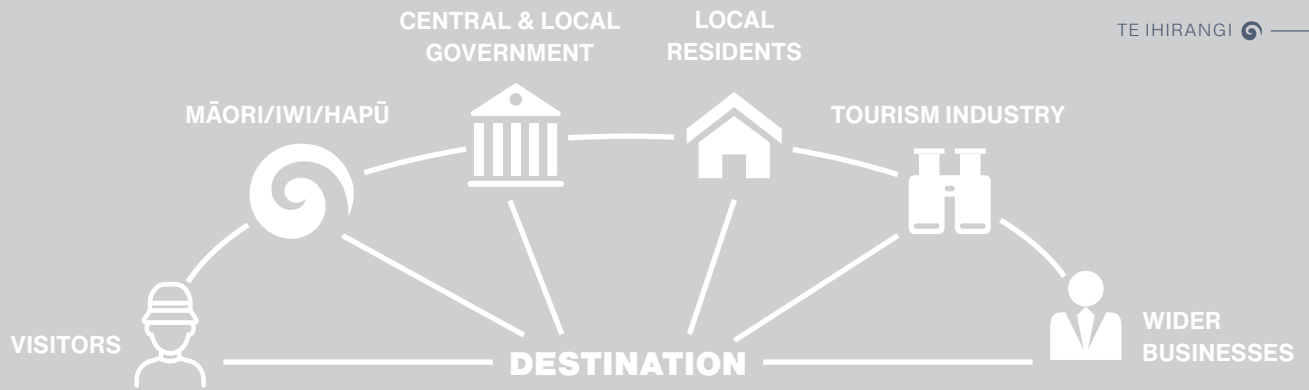 CENTRAL & LOCAL
GOVERNMENT
LOCAL
RESIDENTS
TE IHIRANGI
MĀORI/IWI/HAPŪ
TOURISM INDUSTRY
VISITORS
DESTINATION
WIDER
BUSINESSES